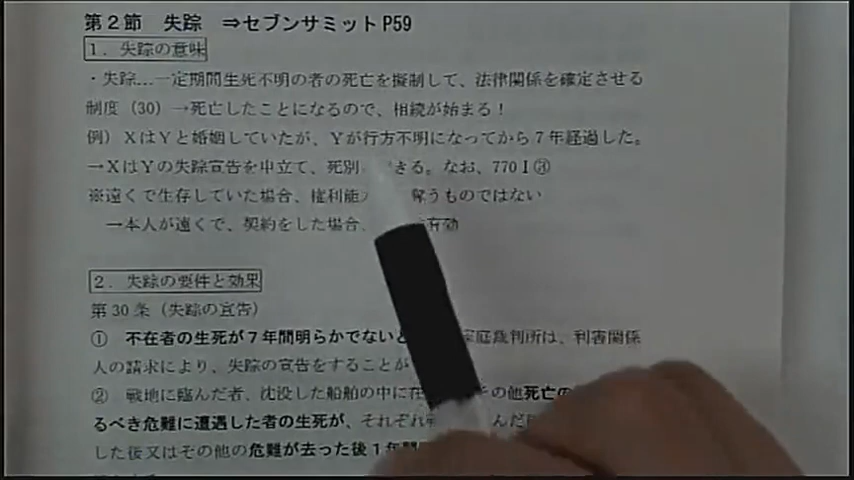 第2節　失踪　⇒セブンサミットP59
1．失踪の意味
・失踪…一定期間生死不明の者の死亡を擬制して、法律関係を確定させる
制度（30）→死亡したことになるので、相続が始まる！
例）XはYと婚姻していたが、Yが行方不明になってから7年経過した。
→XはYの失踪宣告を申立て、死別 きる。なお、770Ⅰ③
※遠くで生存していた場合、権利能 奪うものではない
→本人が遠くで、契約をした場合、 有効
2．失踪の要件と効果
第30条（失踪の宣告）
① 不在者の生死が7年間明らかでないと 家庭裁判所は、利害関係
人の請求により、失踪の宣告をすることが
② 戦地に臨んだ者、沈没した船舶の中に在 その他死亡の
るべき危難に遭遇した者の生死が、それぞれ んだ
した後又はその他の危難が去った後1年間